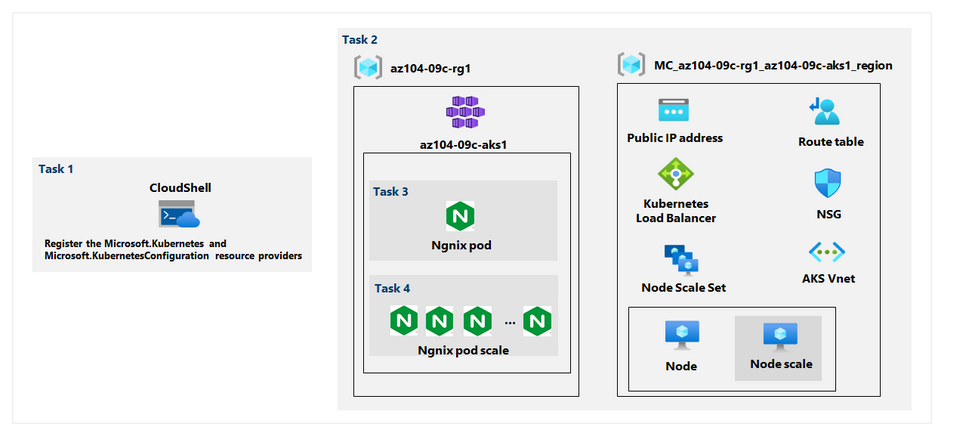 Task 2
az104-09c-rg1
MC_az104-09c-rg1_az104-09c-aks1_region
az104-09c-aks1
Task 1
CloudShell
Register the Microsoft.Kubernetes and
Microsoft.KubernetesConfiguration resource providers
Task 3
Ngnix pod
Task 4
...
Ngnix pod scale
Public IP address
Route table
Kubernetes
Load Balancer
NSG
Node Scale Set
AKS Vnet
Node
Node scale